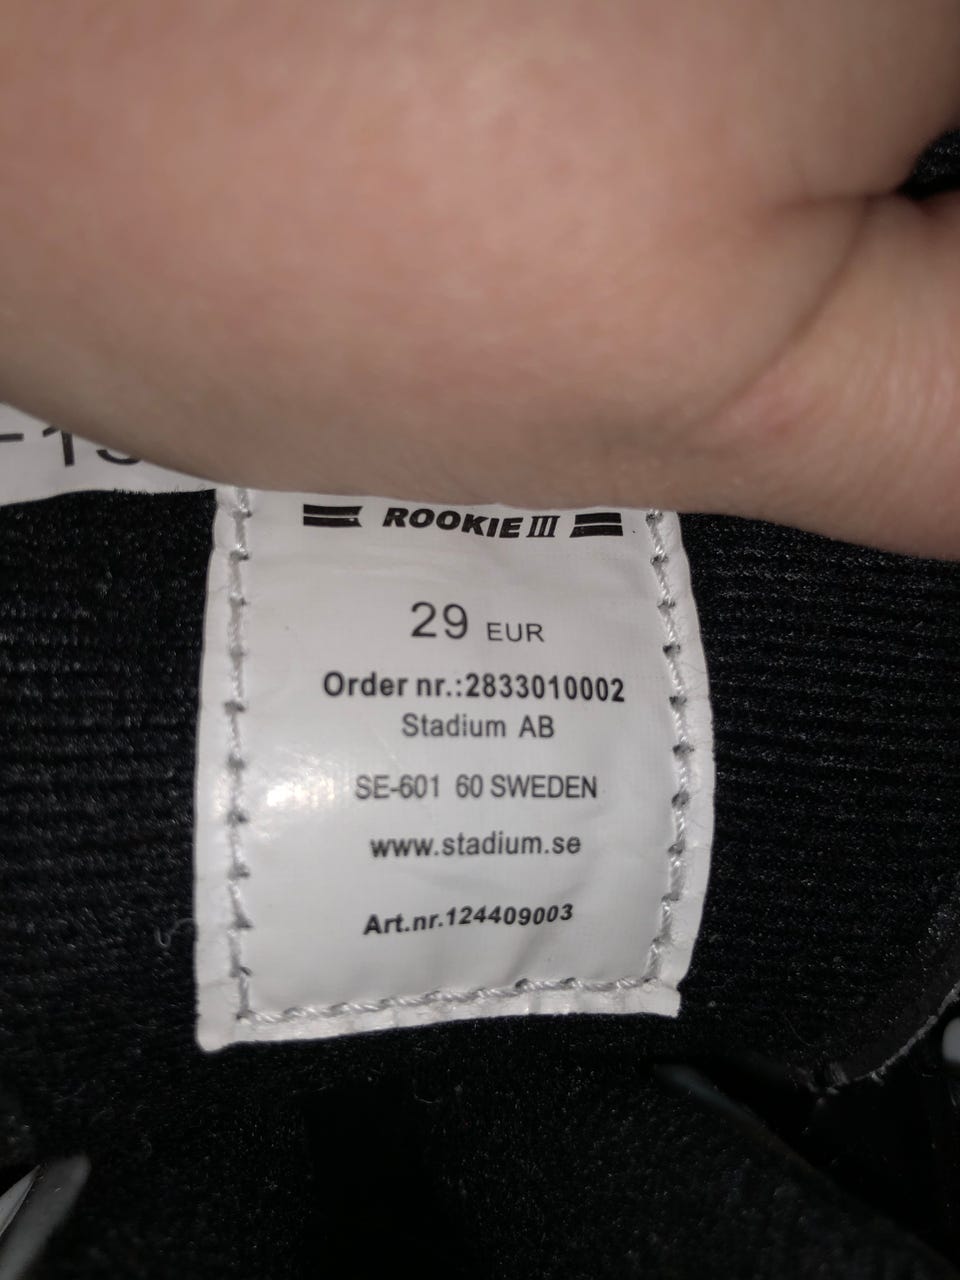 ROOKIE III
29 EUR
Order nr.:2833010002
Stadium AB
SE-601 60 SWEDEN
www.stadium.se
Art.nr.124409003